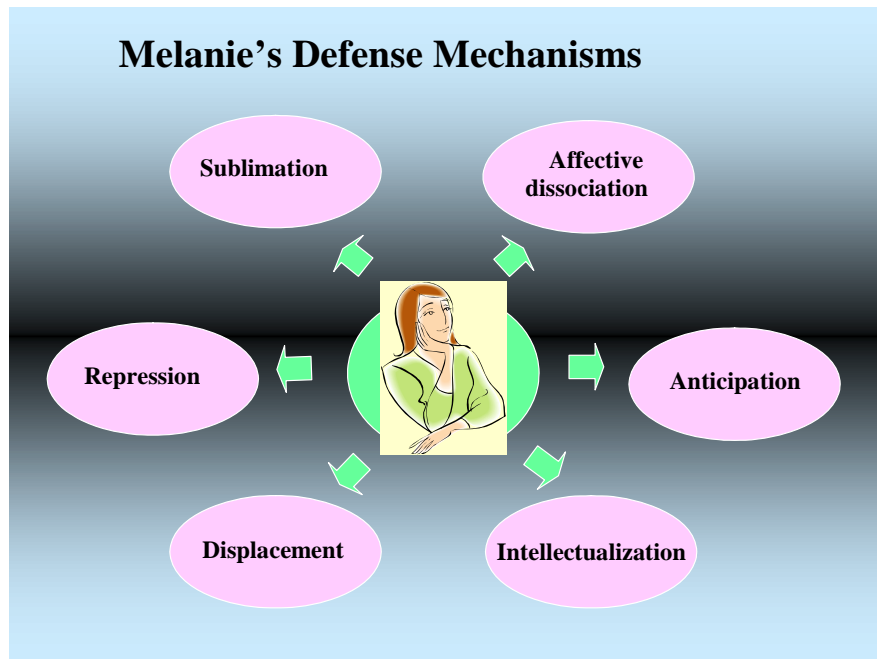 Melanie’s Defense Mechanisms
Sublimation
Affective
dissociation
Repression
Anticipation
Displacement
Intellectualization